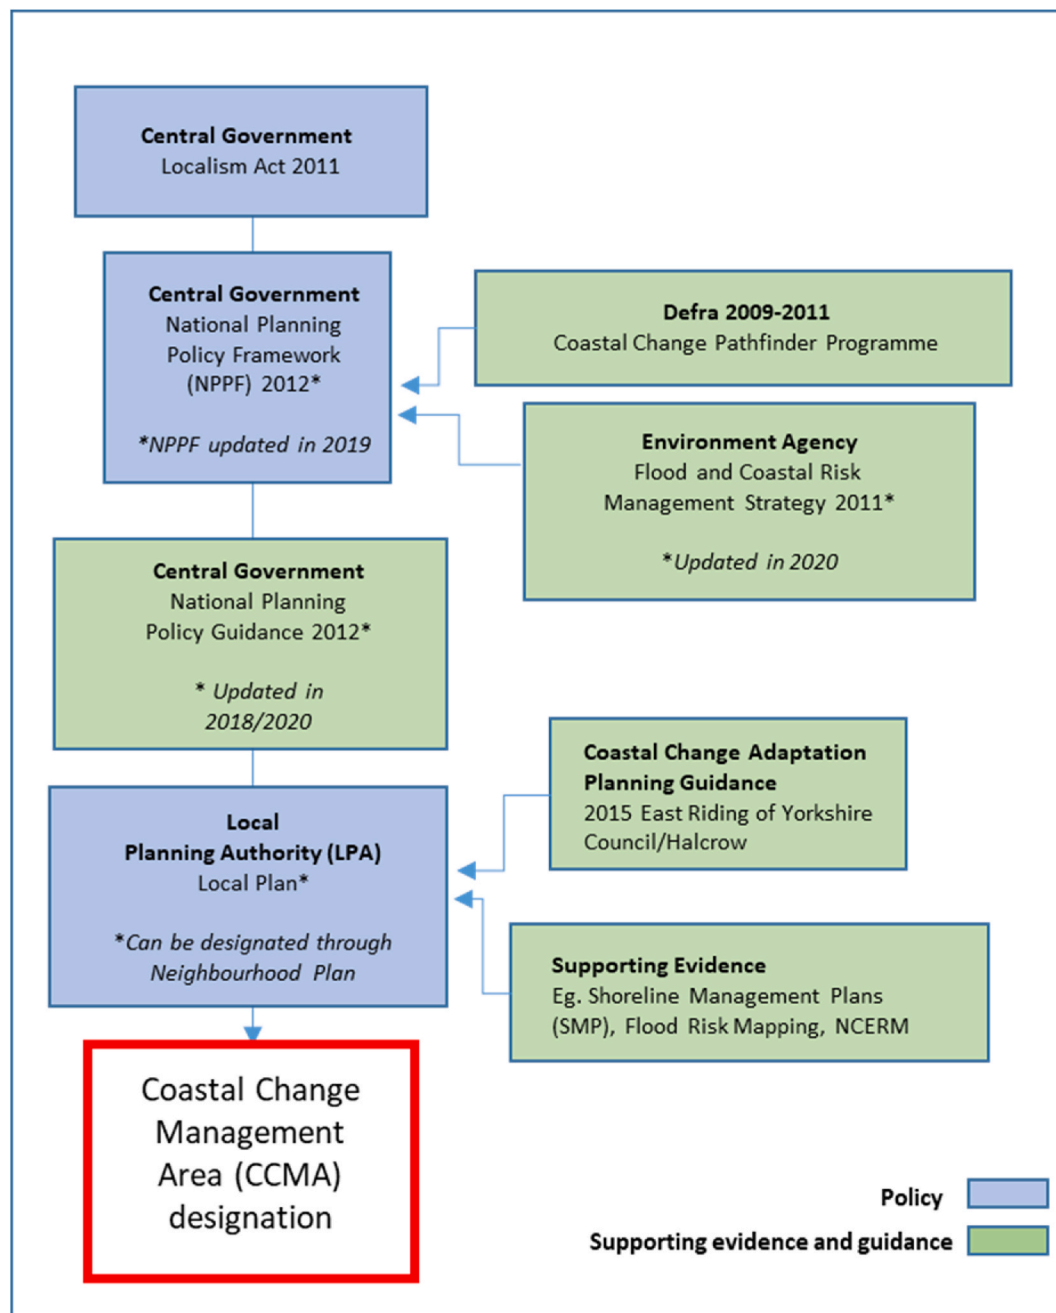 Central Government
Localism Act 2011
Central Government
National Planning
Policy Framework
(NPPF) 2012*
*NPPF updated in 2019
Defra 2009-2011
Coastal Change Pathfinder Programme
Environment Agency
Flood and Coastal Risk
Management Strategy 2011*
*Updated in 2020
Central Government
National Planning
Policy Guidance 2012*
* Updated in
2018/2020
Coastal Change Adaptation
Planning Guidance
2015 East Riding of Yorkshire
Council/Halcrow
Local
Planning Authority (LPA)
Local Plan*
*Can be designated through
Neighbourhood Plan
Supporting Evidence
Eg. Shoreline Management Plans
(SMP), Flood Risk Mapping, NCERM
Coastal Change
Management
Area (CCMA)
designation
Policy
Supporting evidence and guidance